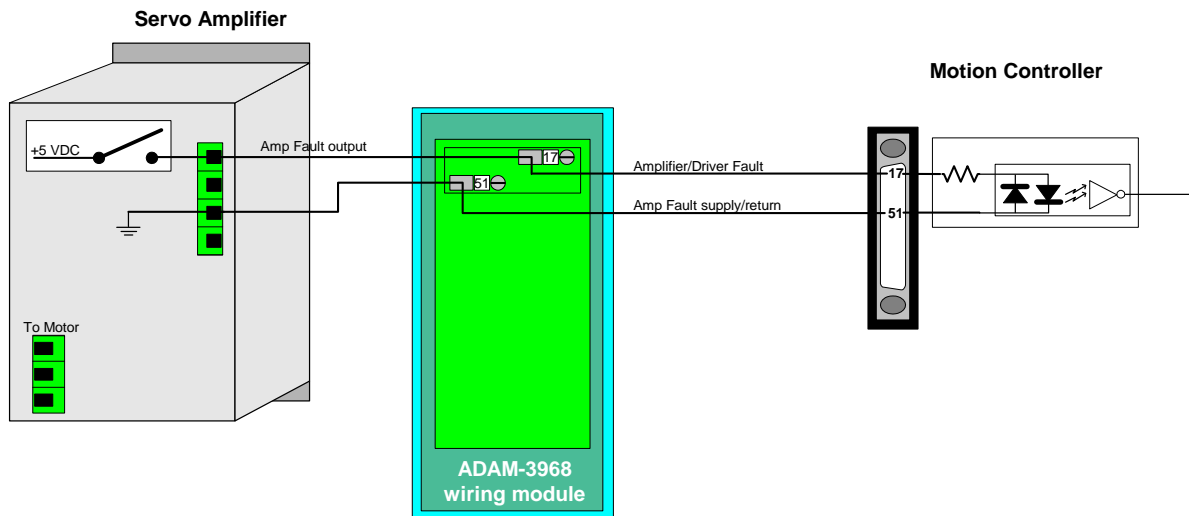 Servo Amplifier
Motion Controller
+5 VDC
Amp Fault output
17
Amplifier/Driver Fault
17
51
Amp Fault supply/return
51
To Motor
ADAM-3968
wiring module